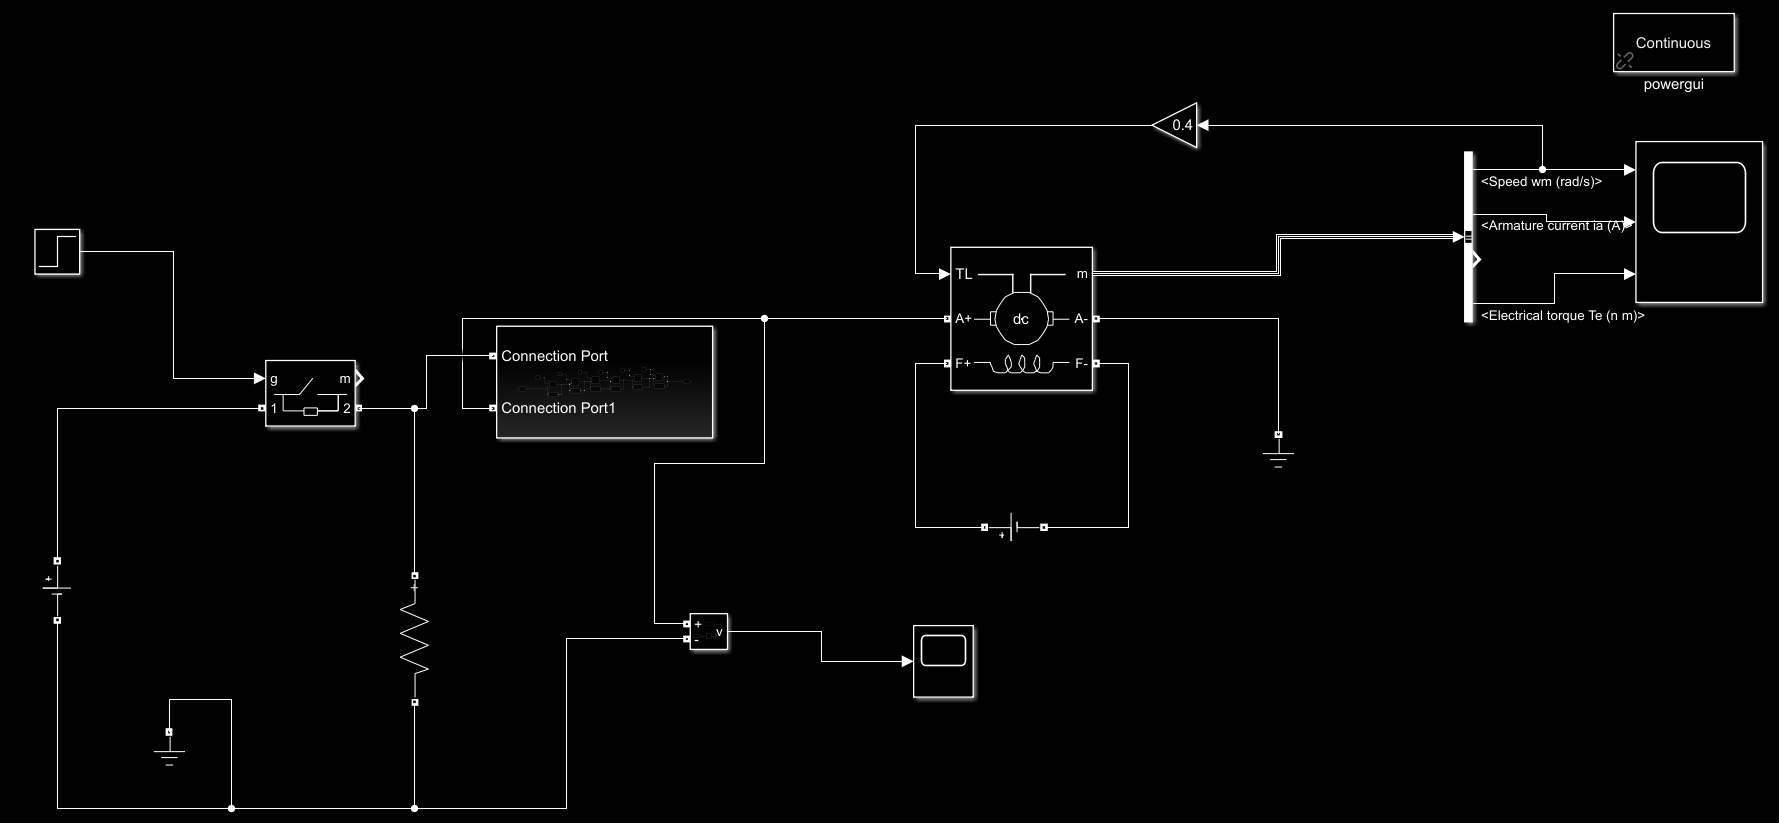 Continuous
powergui
0.4
<Speed wm (rad/s)>
<Armature current ia (A)>
<Electrical torque Te (n m)>
TL
m
A+
dc
A-
F+
F-
g
m
1
2
Connection Port
Connection Port1
+
+
+
+
-
v